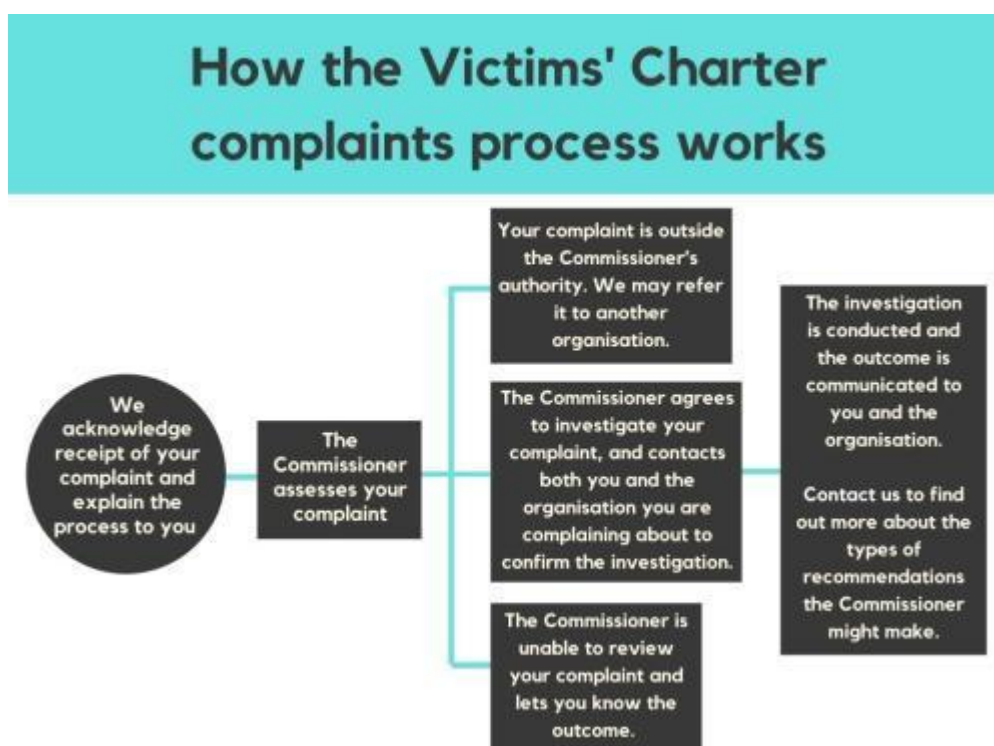 How the Victims' Charter
complaints process works
We
acknowledge
receipt of your
complaint and
explain the
process to you
The
Commissioner
assesses your
complaint
Your complaint is outside
the Commissioner's
authority. We may refer
it to another
organisation.
The Commissioner agrees
to investigate your
complaint, and contacts
both you and the
organisation you are
complaining about to
confirm the investigation.
The Commissioner is
unable to review
your complaint and
lets you know the
outcome.
The investigation
is conducted and
the outcome is
communicated to
you and the
organisation.
Contact us to find
out more about the
types of
recommendations
the Commissioner
might make.